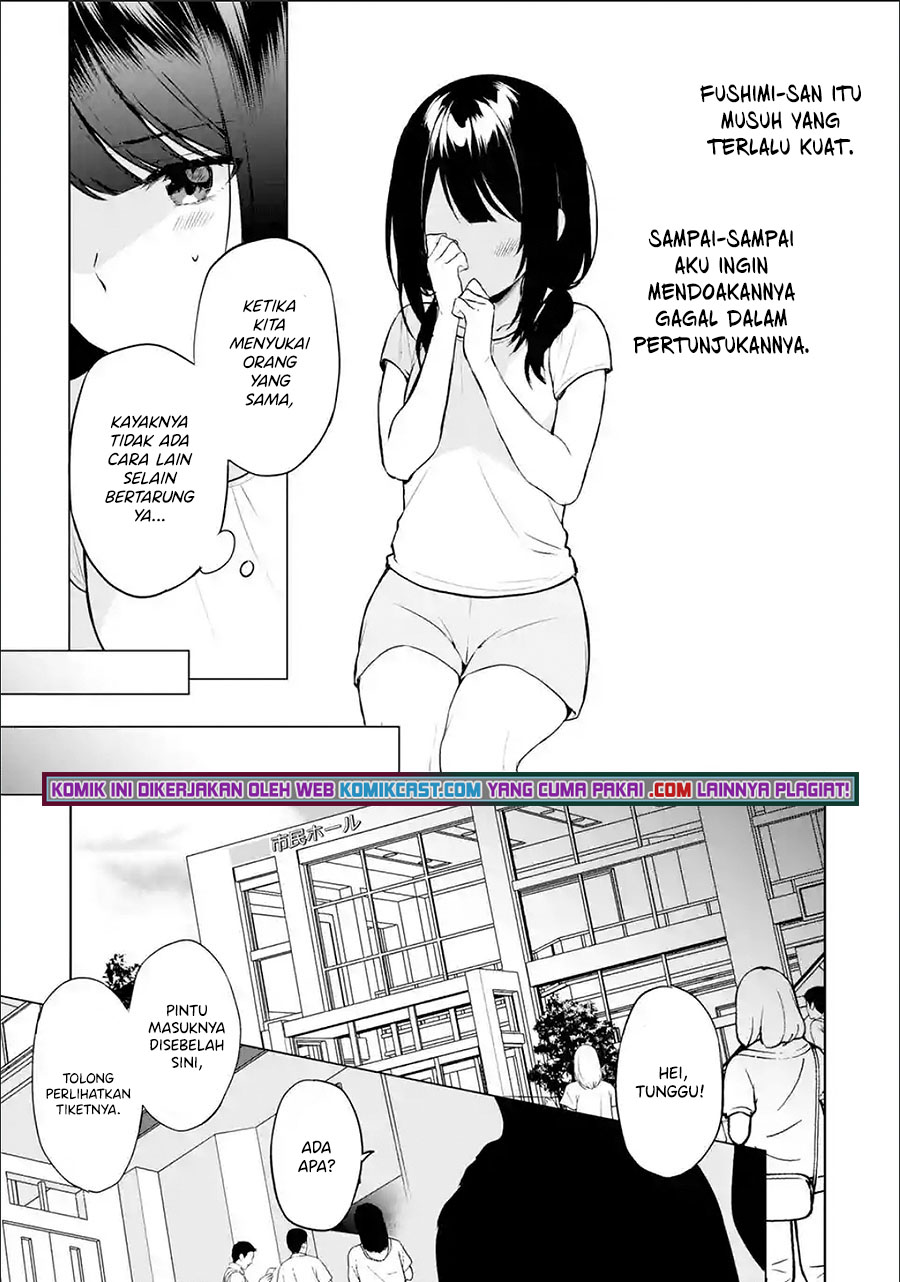 FUSHIMI-SAN ITU
MUSUH YANG
TERLALU KUAT.
SAMPAI-SAMPAI
AKU INGIN
MENDOAKANNYA
GAGAL DALAM
PERTUNJUKANNYA.
KETIKA
KITA
MENYUKAI
ORANG
YANG
SAMA,
KAYAKNYA
TIDAK ADA
CARA LAIN
SELAIN
BERTARUNG
YA...
KOMIK INI DIKERJAKAN OLEH WEB KOMIKCAST.COM YANG CUMA PAKAI .COM LAINNYA PLAGIAT!
市民ホール
HEI,
TUNGGU!
PINTU
MASUKNYA
DISEBELAH
SINI,
TOLONG
PERLIHATKAN
TIKETNYA.
ADA
APA?